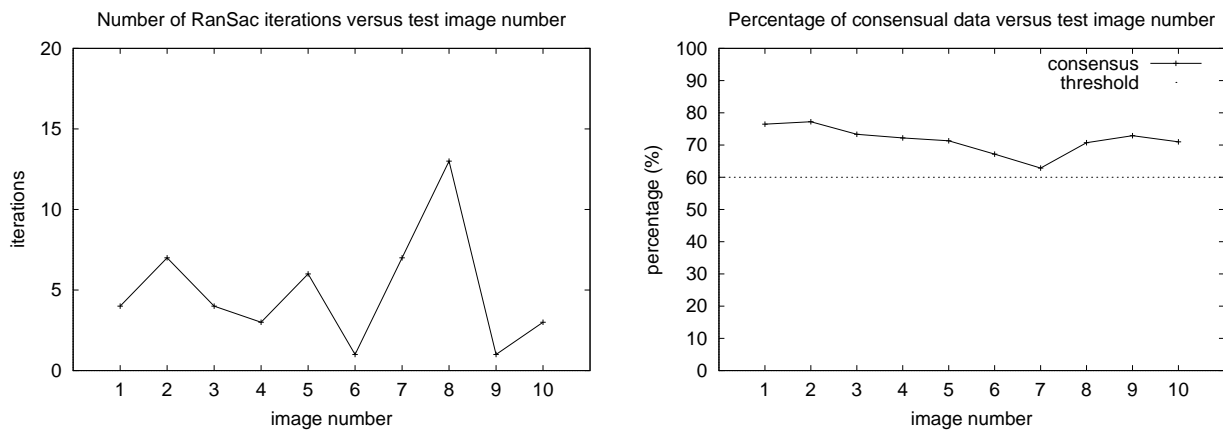 Number of RanSac iterations versus test image number
20
15
10
5
0
iterations
1 2 3 4 5 6 7 8 9 10
image number
Percentage of consensual data versus test image number
consensus
threshold
100
90
80
70
60
50
40
30
20
10
0
percentage (%)
1 2 3 4 5 6 7 8 9 10
image number